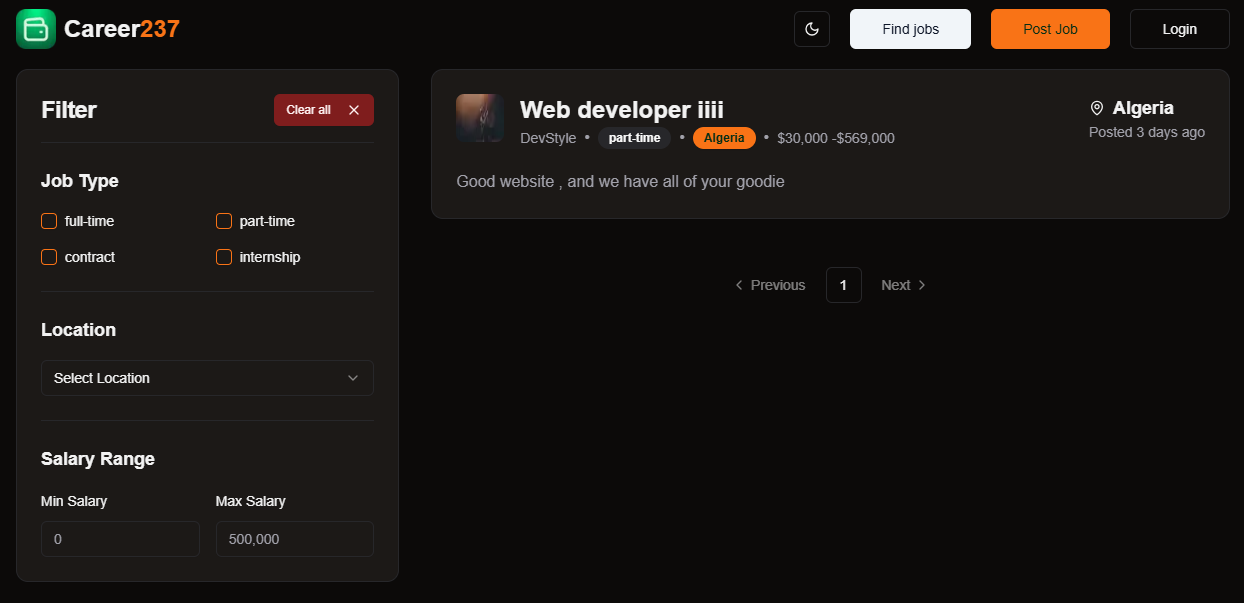 Career237
Find jobs
Post Job
Login
Filter
Clear all
Job Type
full-time
part-time
contract
internship
Location
Select Location
Salary Range
Min Salary
Max Salary
0
500,000
Web developer iiii
DevStyle • part-time • Algeria • $30,000 -$569,000
Algeria
Posted 3 days ago
Good website , and we have all of your goodie
Previous
1
Next